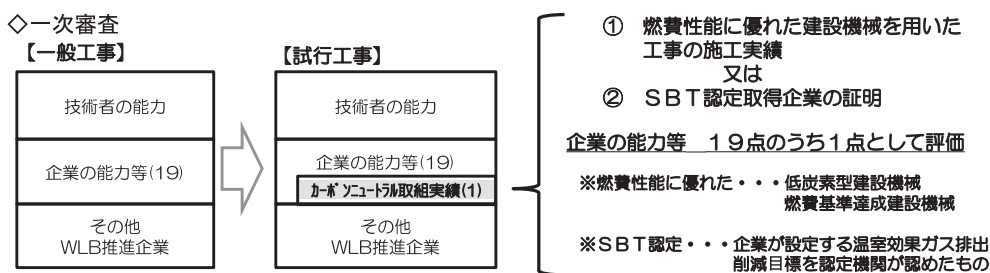 ◇一次審査
【一般工事】
技術者の能力
企業の能力等(19)
その他
WLB推進企業
【試行工事】
技術者の能力
企業の能力等(19)
ｶｰﾎﾞﾝﾆｭｰﾄﾗﾙ取組実績(1)
その他
WLB推進企業
① 燃費性能に優れた建設機械を用いた
工事の施工実績
又は
② ＳＢＴ認定取得企業の証明
企業の能力等　１９点のうち１点として評価
※燃費性能に優れた・・・低炭素型建設機械
燃費基準達成建設機械
※ＳＢＴ認定・・・企業が設定する温室効果ガス排出
削減目標を認定機関が認めたもの